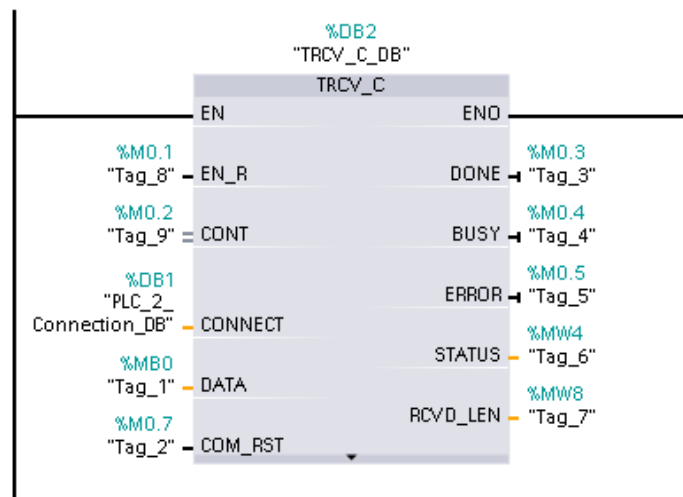 %DB2
"TRCV_C_DB"
TRCV_C
EN ENO
%M0.1 %M0.3
"Tag_8" EN_R DONE "Tag_3"
%M0.2 %M0.4
"Tag_9" CONT BUSY "Tag_4"
%DB1 %M0.5
"PLC_2_ ERROR "Tag_5"
Connection_DB" CONNECT
%MW4
STATUS "Tag_6"
%MB0
"Tag_1" DATA
%MW8
RCVD_LEN "Tag_7"
%M0.7
"Tag_2" COM_RST